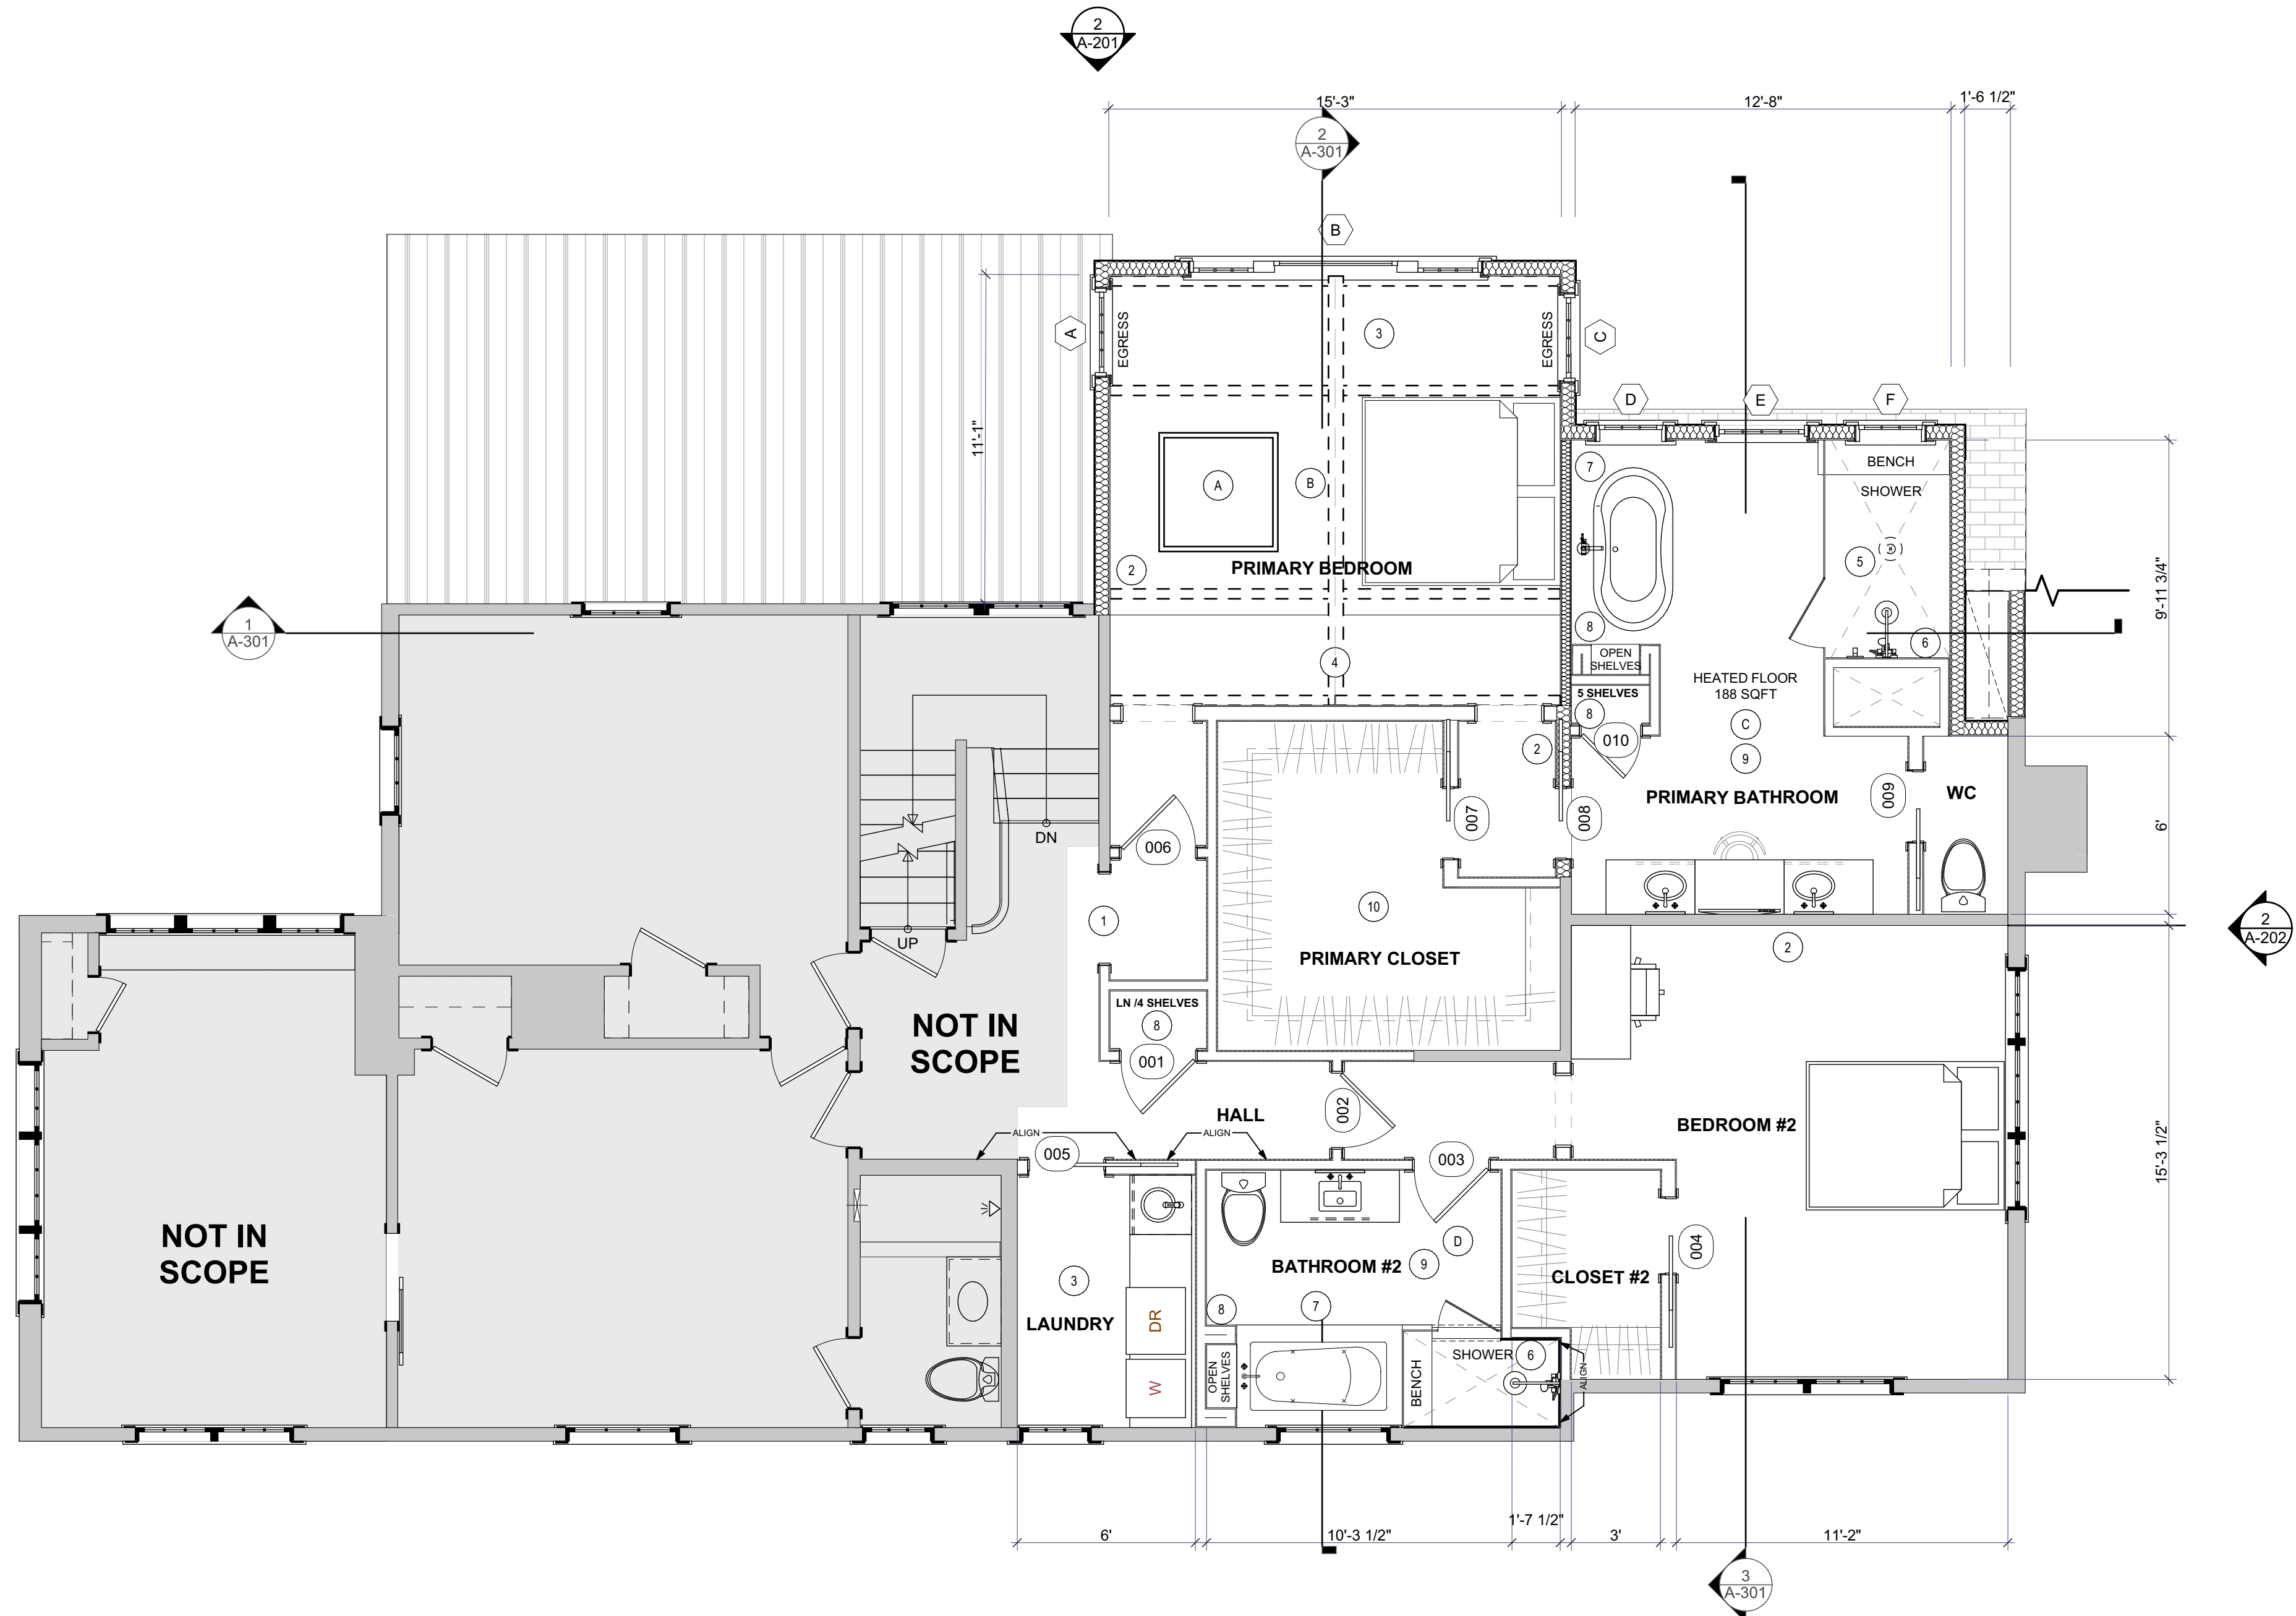 2
A-201
15'-3"
12'-8"
1'-6 1/2"
2
A-301
B
A
EGRESS
3
EGRESS
C
D
E
F
11'-1"
7
BENCH
SHOWER
A
B
5
2
PRIMARY BEDROOM
9'-11 3/4"
1
A-301
8
6
4
OPEN
SHELVES
HEATED FLOOR
188 SQFT
5 SHELVES
8
C
010
2
9
PRIMARY BATHROOM
009
WC
007
008
6'
DN
006
10
1
UP
2
2
A-202
PRIMARY CLOSET
LN /4 SHELVES
8
NOT IN
SCOPE
001
002
HALL
BEDROOM #2
ALIGN
ALIGN
005
003
15'-3 1/2"
NOT IN
SCOPE
D
004
BATHROOM #2
9
CLOSET #2
3
8
7
LAUNDRY
DR
SHOWER
6
OPEN
SHELVES
BENCH
ALIGN
W
1'-7 1/2"
6'
10'-3 1/2"
3'
11'-2"
3
A-301